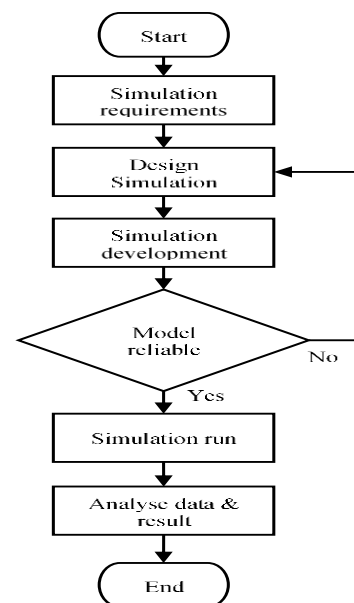 Start
Simulation
requirements
Design
Simulation
Simulation
development
Model
reliable
No
Yes
Simulation run
Analyse data &
result
End